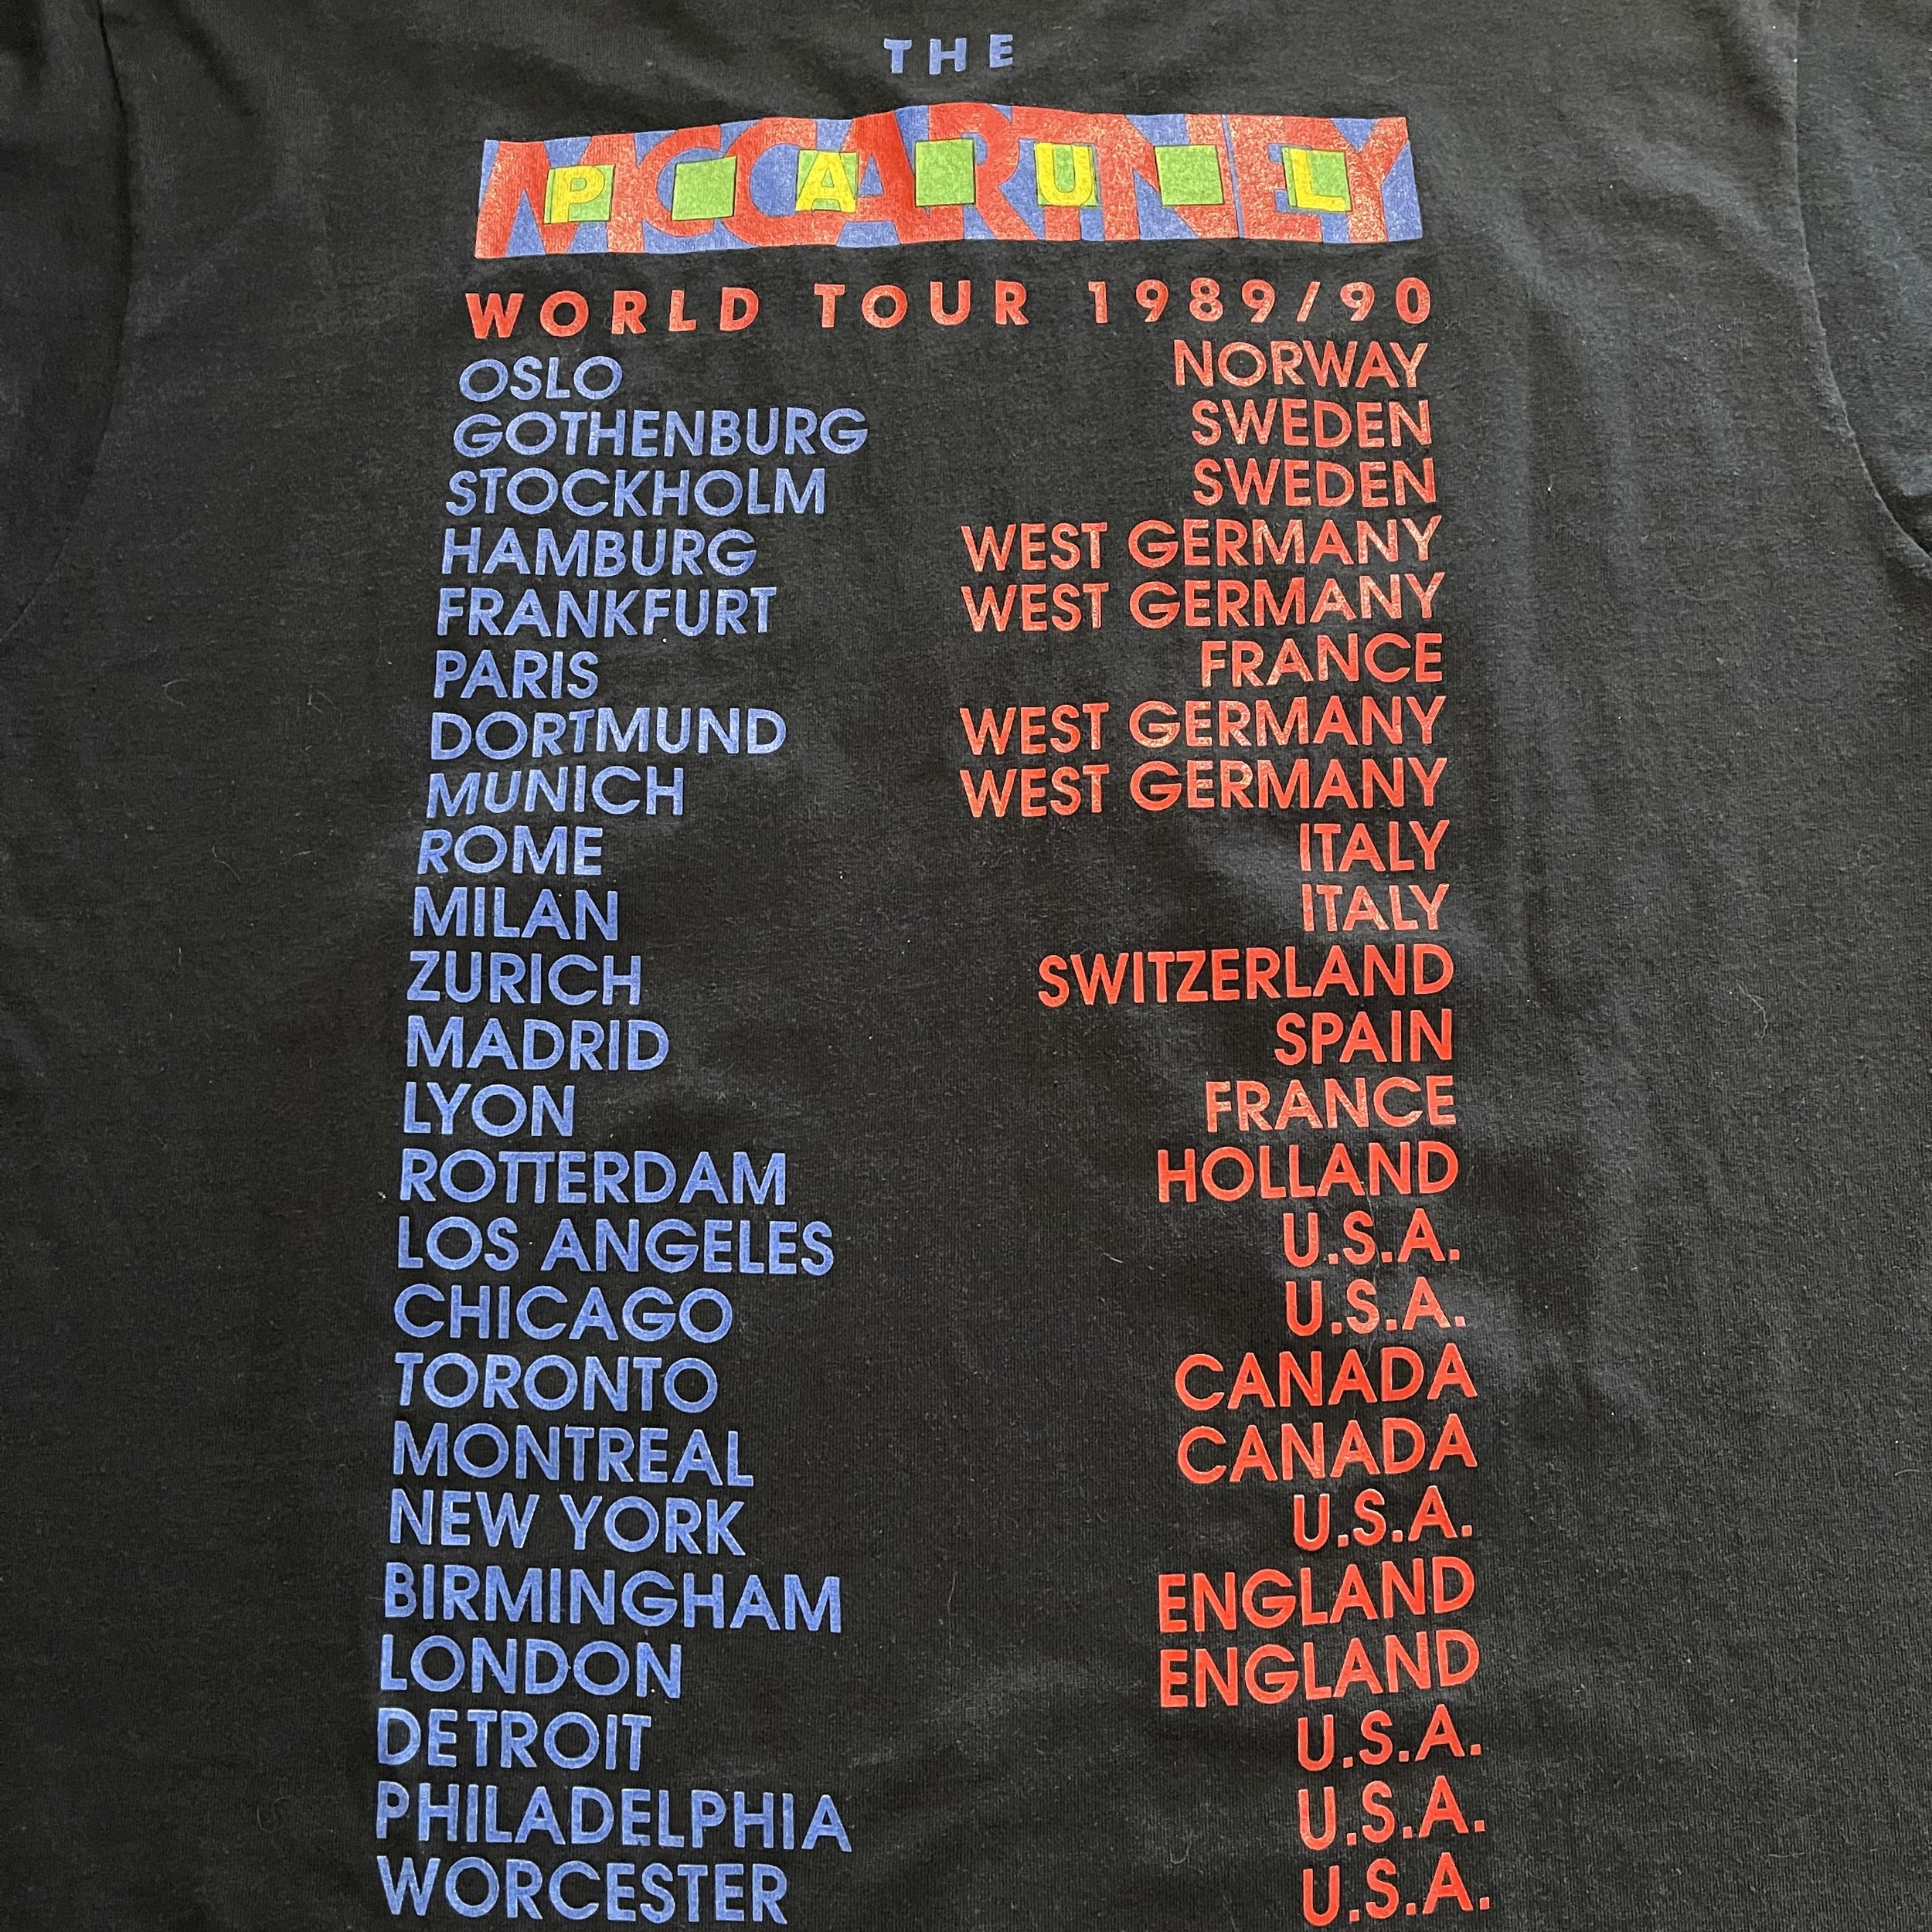 THE
MCCARTNEY
PAUL
WORLD TOUR 1989/90
OSLO NORWAY
GOTHENBURG SWEDEN
STOCKHOLM SWEDEN
HAMBURG WEST GERMANY
FRANKFURT WEST GERMANY
PARIS FRANCE
DORTMUND WEST GERMANY
MUNICH WEST GERMANY
ROME ITALY
MILAN ITALY
ZURICH SWITZERLAND
MADRID SPAIN
LYON FRANCE
ROTTERDAM HOLLAND
LOS ANGELES U.S.A.
CHICAGO U.S.A.
TORONTO CANADA
MONTREAL CANADA
NEW YORK U.S.A.
BIRMINGHAM ENGLAND
LONDON ENGLAND
DETROIT U.S.A.
PHILADELPHIA U.S.A.
WORCESTER U.S.A.